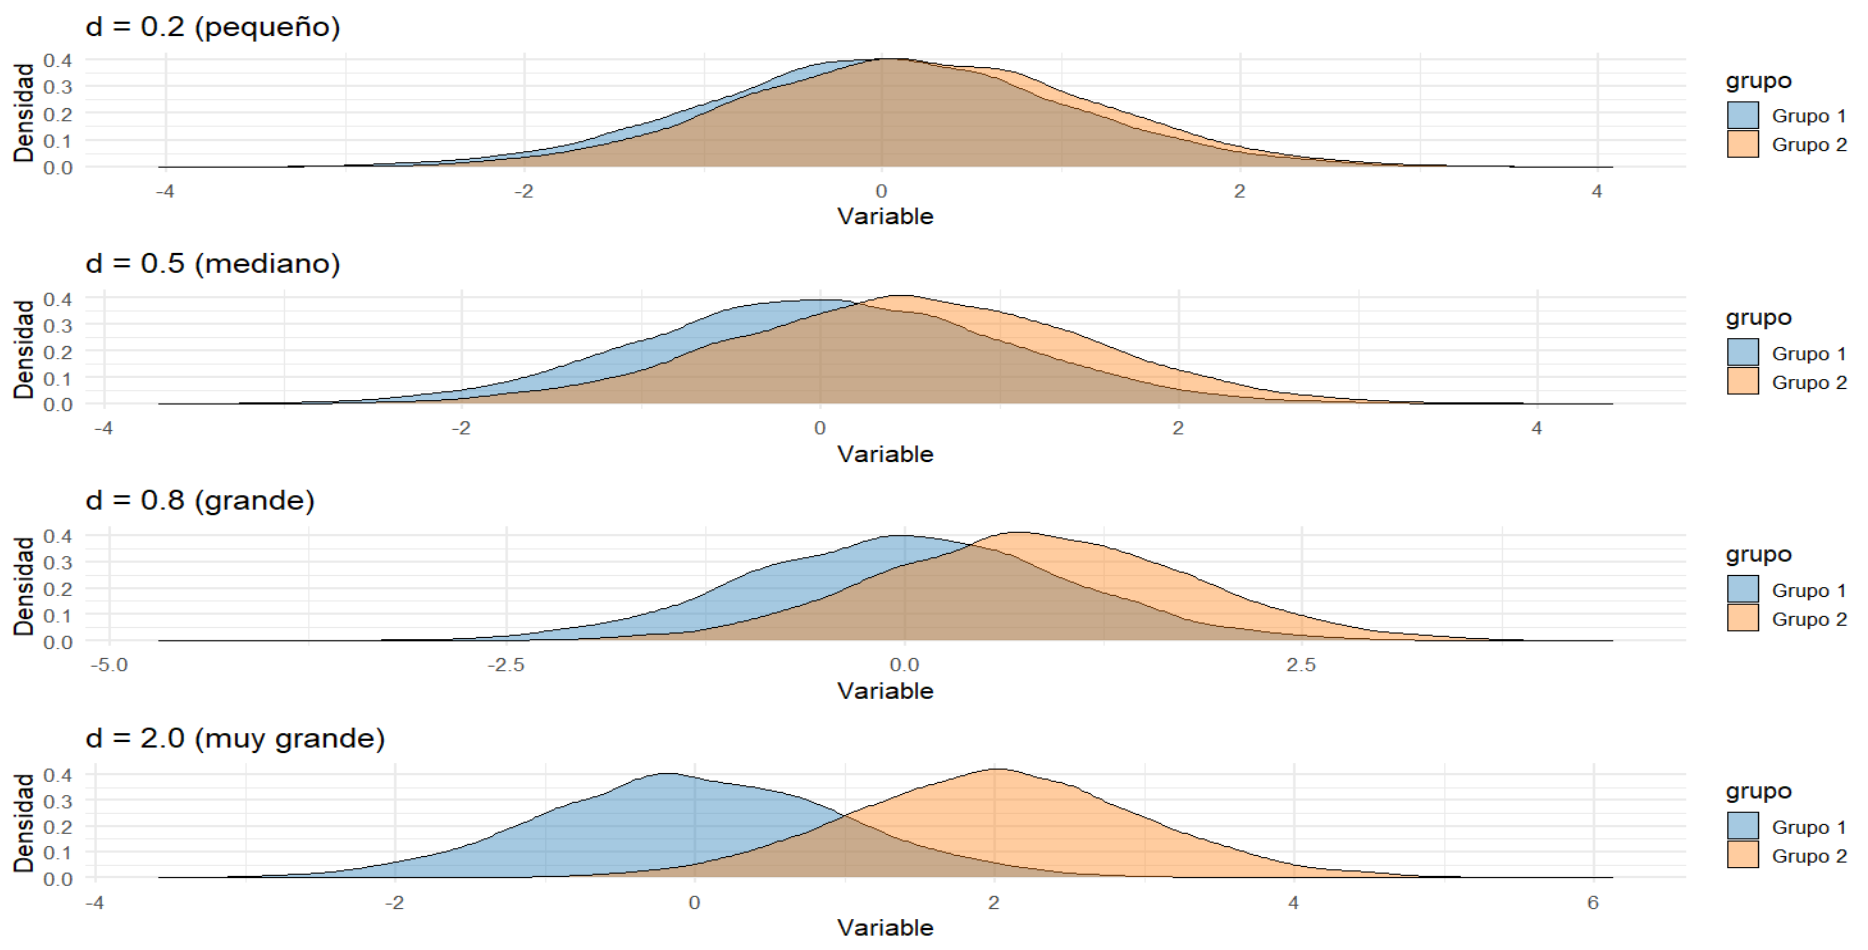 d = 0.2 (pequeño)
Densidad
0.4
0.3
0.2
0.1
0.0
-4 -2 0 2 4
Variable
grupo
Grupo 1
Grupo 2
d = 0.5 (mediano)
Densidad
0.4
0.3
0.2
0.1
0.0
-4 -2 0 2 4
Variable
grupo
Grupo 1
Grupo 2
d = 0.8 (grande)
Densidad
0.4
0.3
0.2
0.1
0.0
-5.0 -2.5 0.0 2.5
Variable
grupo
Grupo 1
Grupo 2
d = 2.0 (muy grande)
Densidad
0.4
0.3
0.2
0.1
0.0
-4 -2 0 2 4 6
Variable
grupo
Grupo 1
Grupo 2